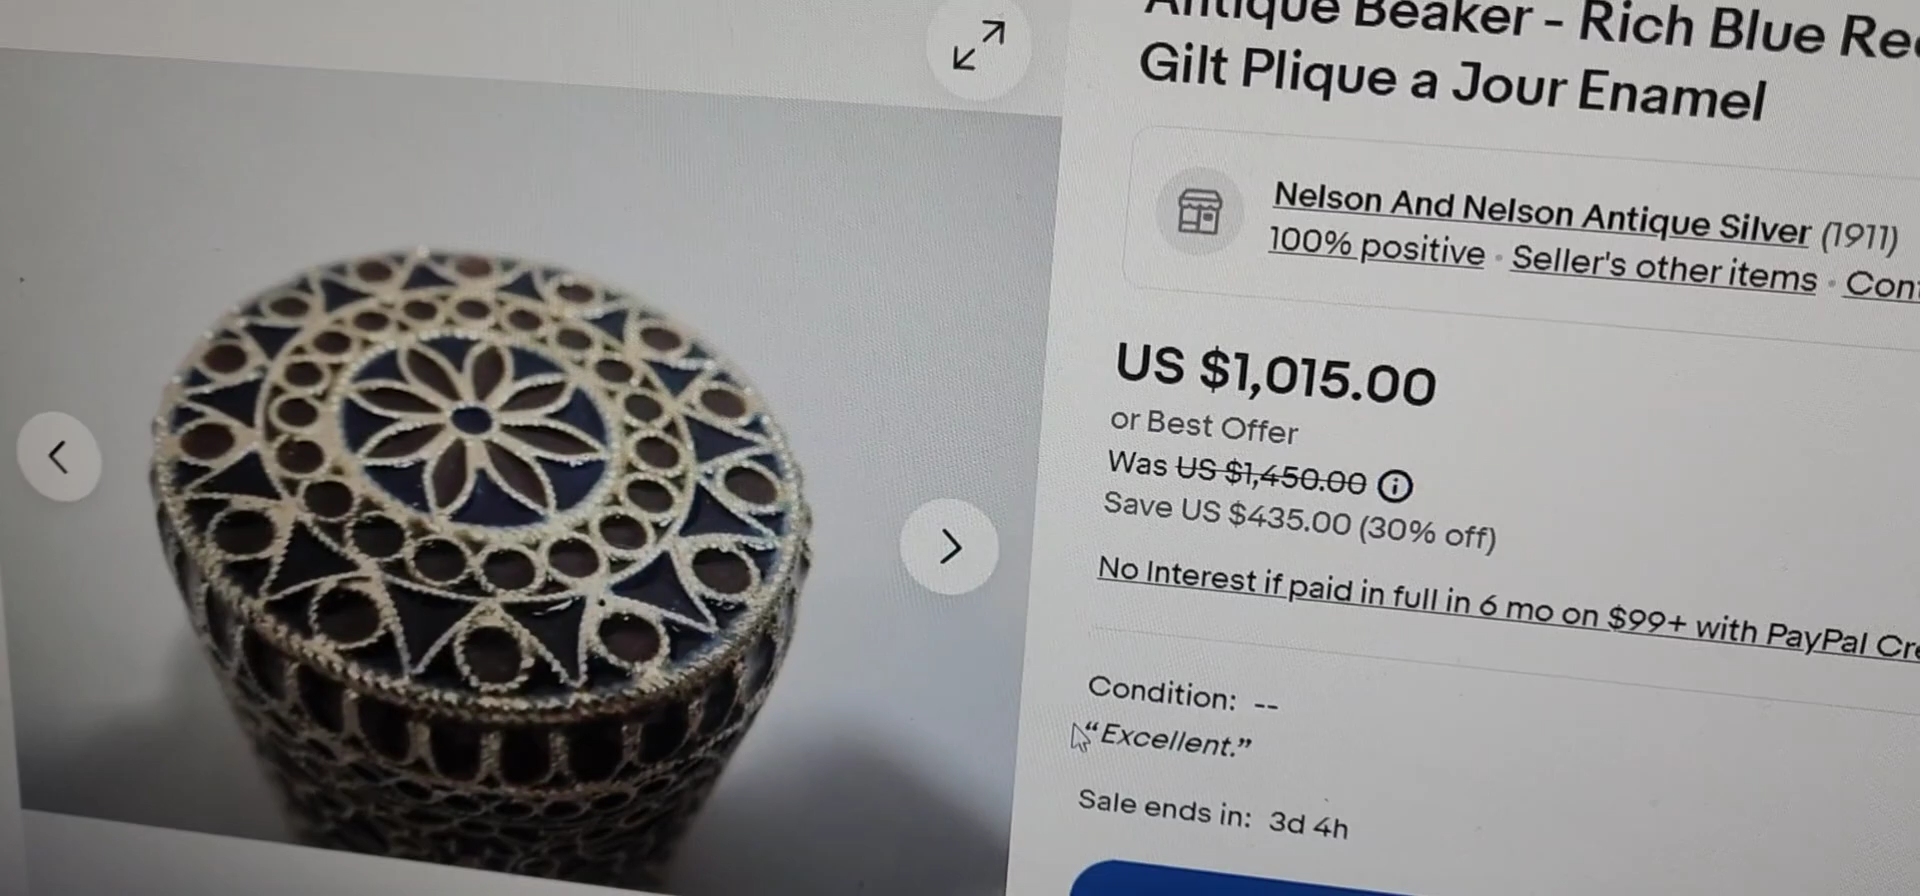 Antique Beaker - Rich Blue
Gilt Plique a Jour Enamel
Nelson And Nelson Antique Silver (1911)
100% positive • Seller's other items •
US $1,015.00
or Best Offer
Was US $1,450.00
Save US $435.00 (30% off)
No Interest if paid in full in 6 mo on $99+ with PayPal
Condition: --
“Excellent.”
Sale ends in: 3d 4h